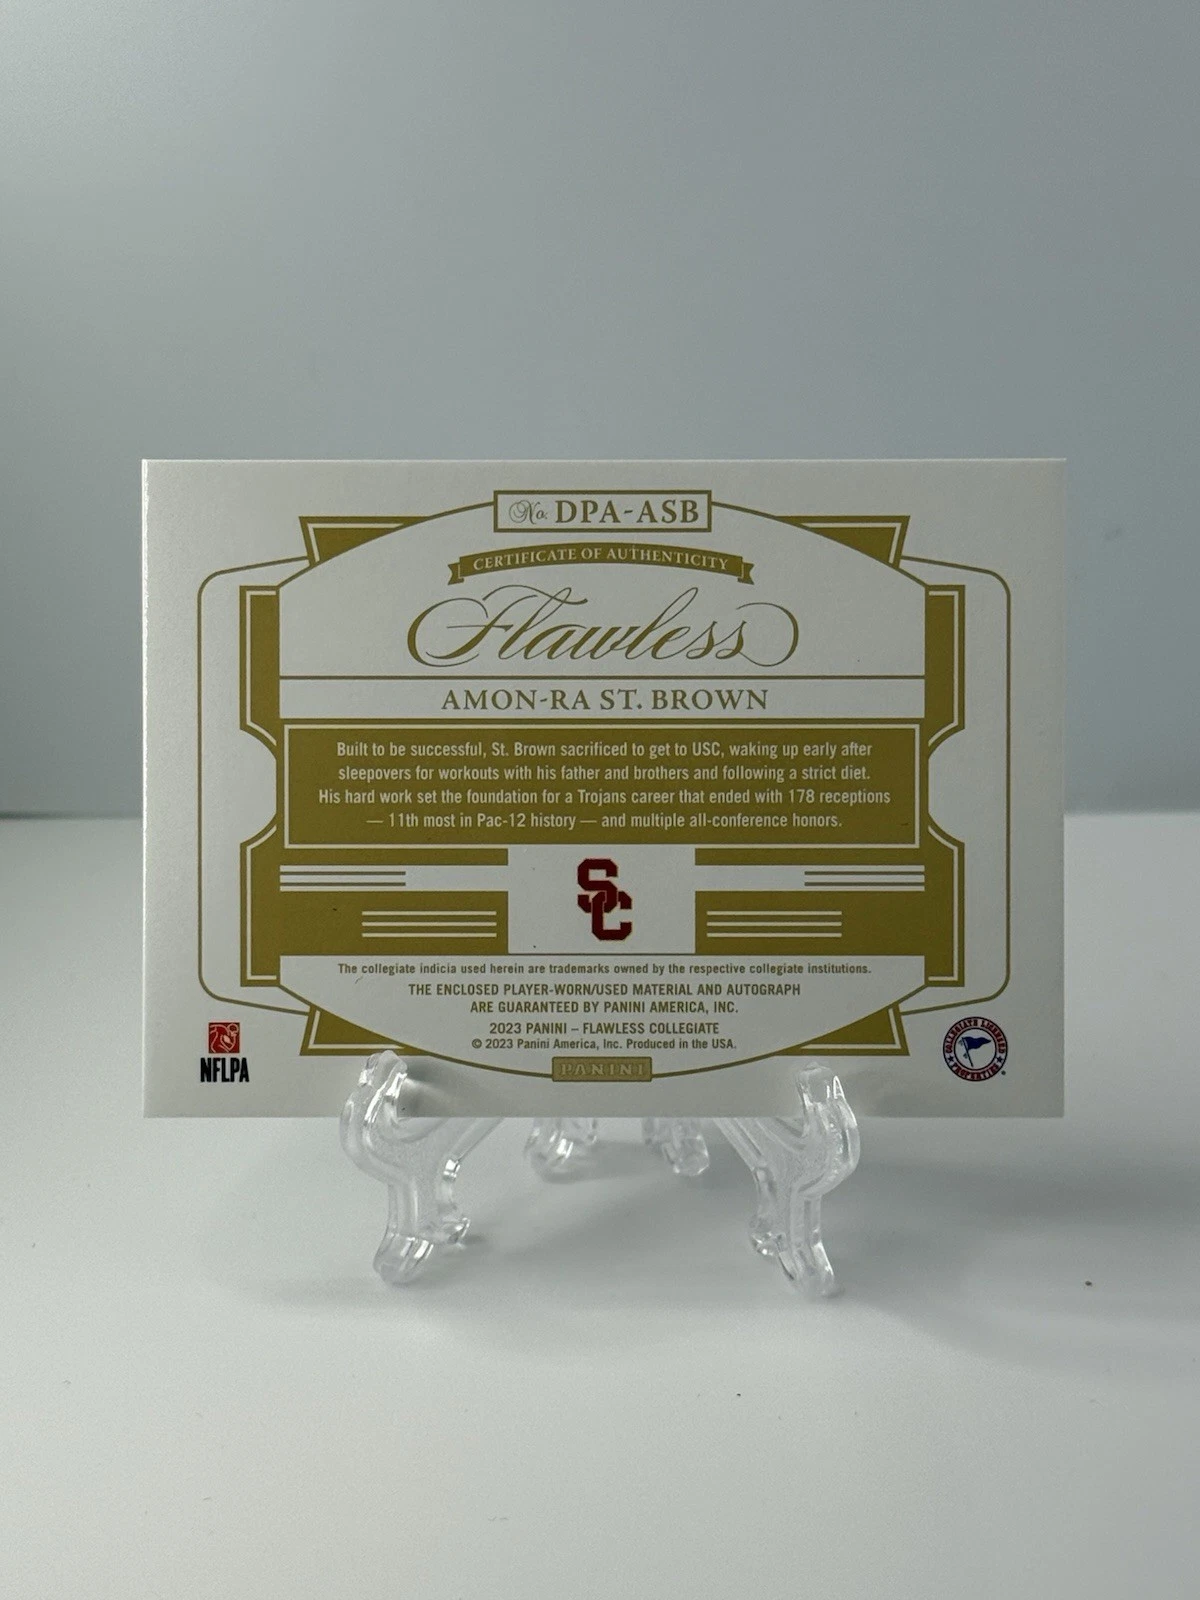 No. DPA-ASB
CERTIFICATE OF AUTHENTICITY
Flawless
AMON-RA ST. BROWN
Built to be successful, St. Brown sacrificed to get to USC, waking up early after
sleepovers for workouts with his father and brothers and following a strict diet.
His hard work set the foundation for a Trojans career that ended with 178 receptions
— 11th most in Pac-12 history — and multiple all-conference honors.
SC
The collegiate indicia used herein are trademarks owned by the respective collegiate institutions.
THE ENCLOSED PLAYER-WORN/USED MATERIAL AND AUTOGRAPH
ARE GUARANTEED BY PANINI AMERICA, INC.
2023 PANINI – FLAWLESS COLLEGIATE
© 2023 Panini America, Inc. Produced in the USA.
PANINI
NFLPA
COLLEGIATE LICENSED
PROPERTIES